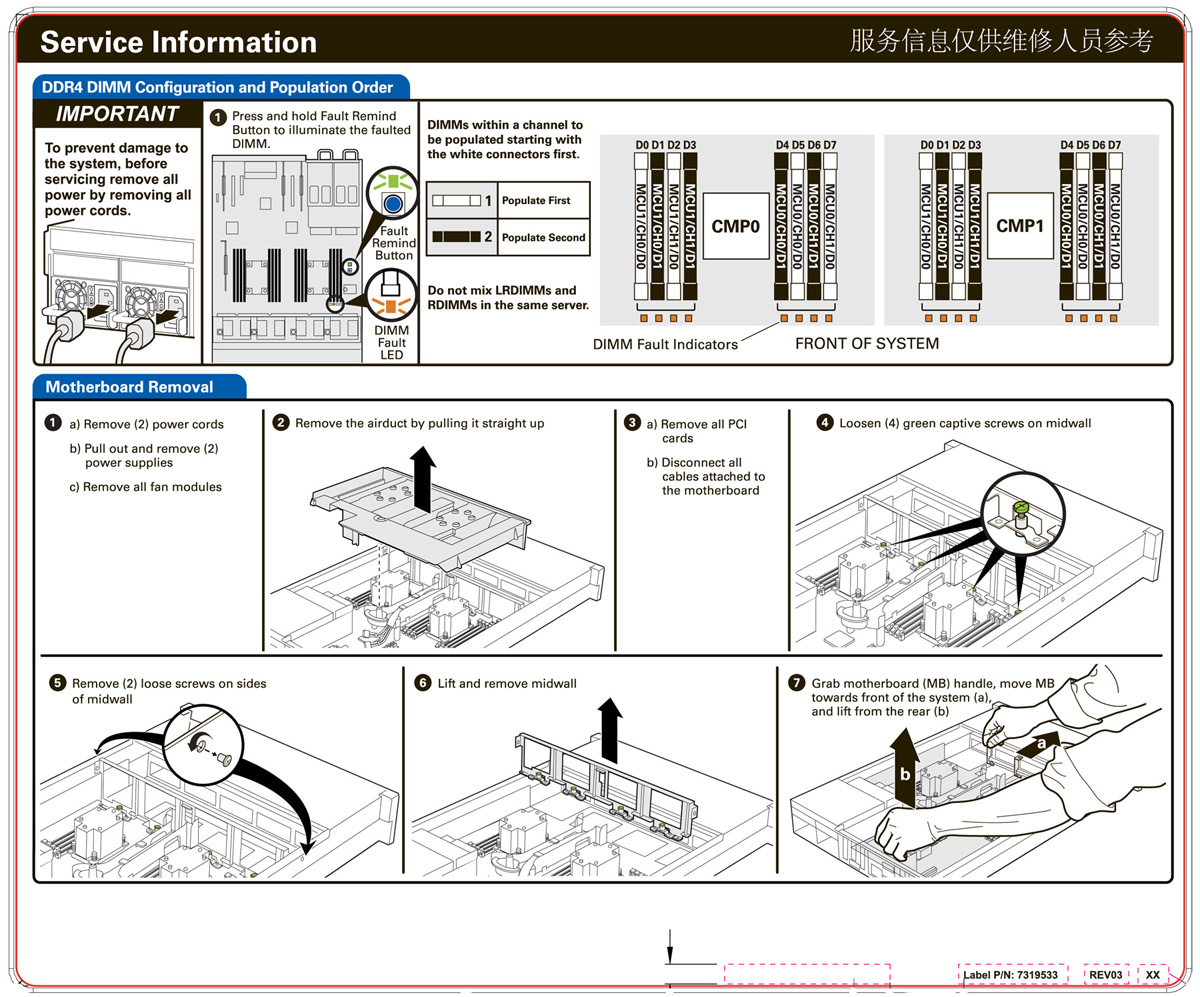 Service Information
服务信息仅供维修人员参考
DDR4 DIMM Configuration and Population Order
IMPORTANT
To prevent damage to
the system, before
servicing remove all
power by removing all
power cords.
1 Press and hold Fault Remind
Button to illuminate the faulted
DIMM.
Fault
Remind
Button
DIMM
Fault
LED
DIMMs within a channel to
be populated starting with
the white connectors first.
1 Populate First
2 Populate Second
Do not mix LRDIMMs and
RDIMMs in the same server.
D0 D1 D2 D3
MCU1/CH0/D0
MCU1/CH0/D1
MCU1/CH1/D0
MCU1/CH1/D1
CMP0
D4 D5 D6 D7
MCU0/CH0/D1
MCU0/CH0/D0
MCU0/CH1/D1
MCU0/CH1/D0
D0 D1 D2 D3
MCU1/CH0/D0
MCU1/CH0/D1
MCU1/CH1/D0
MCU1/CH1/D1
CMP1
D4 D5 D6 D7
MCU0/CH0/D1
MCU0/CH0/D0
MCU0/CH1/D1
MCU0/CH1/D0
DIMM Fault Indicators
FRONT OF SYSTEM
Motherboard Removal
1 a) Remove (2) power cords
b) Pull out and remove (2)
power supplies
c) Remove all fan modules
2 Remove the airduct by pulling it straight up
3 a) Remove all PCI
cards
b) Disconnect all
cables attached to
the motherboard
4 Loosen (4) green captive screws on midwall
5 Remove (2) loose screws on sides
of midwall
6 Lift and remove midwall
7 Grab motherboard (MB) handle, move MB
towards front of the system (a),
and lift from the rear (b)
a
b
Label P/N: 7319533
REV03
XX